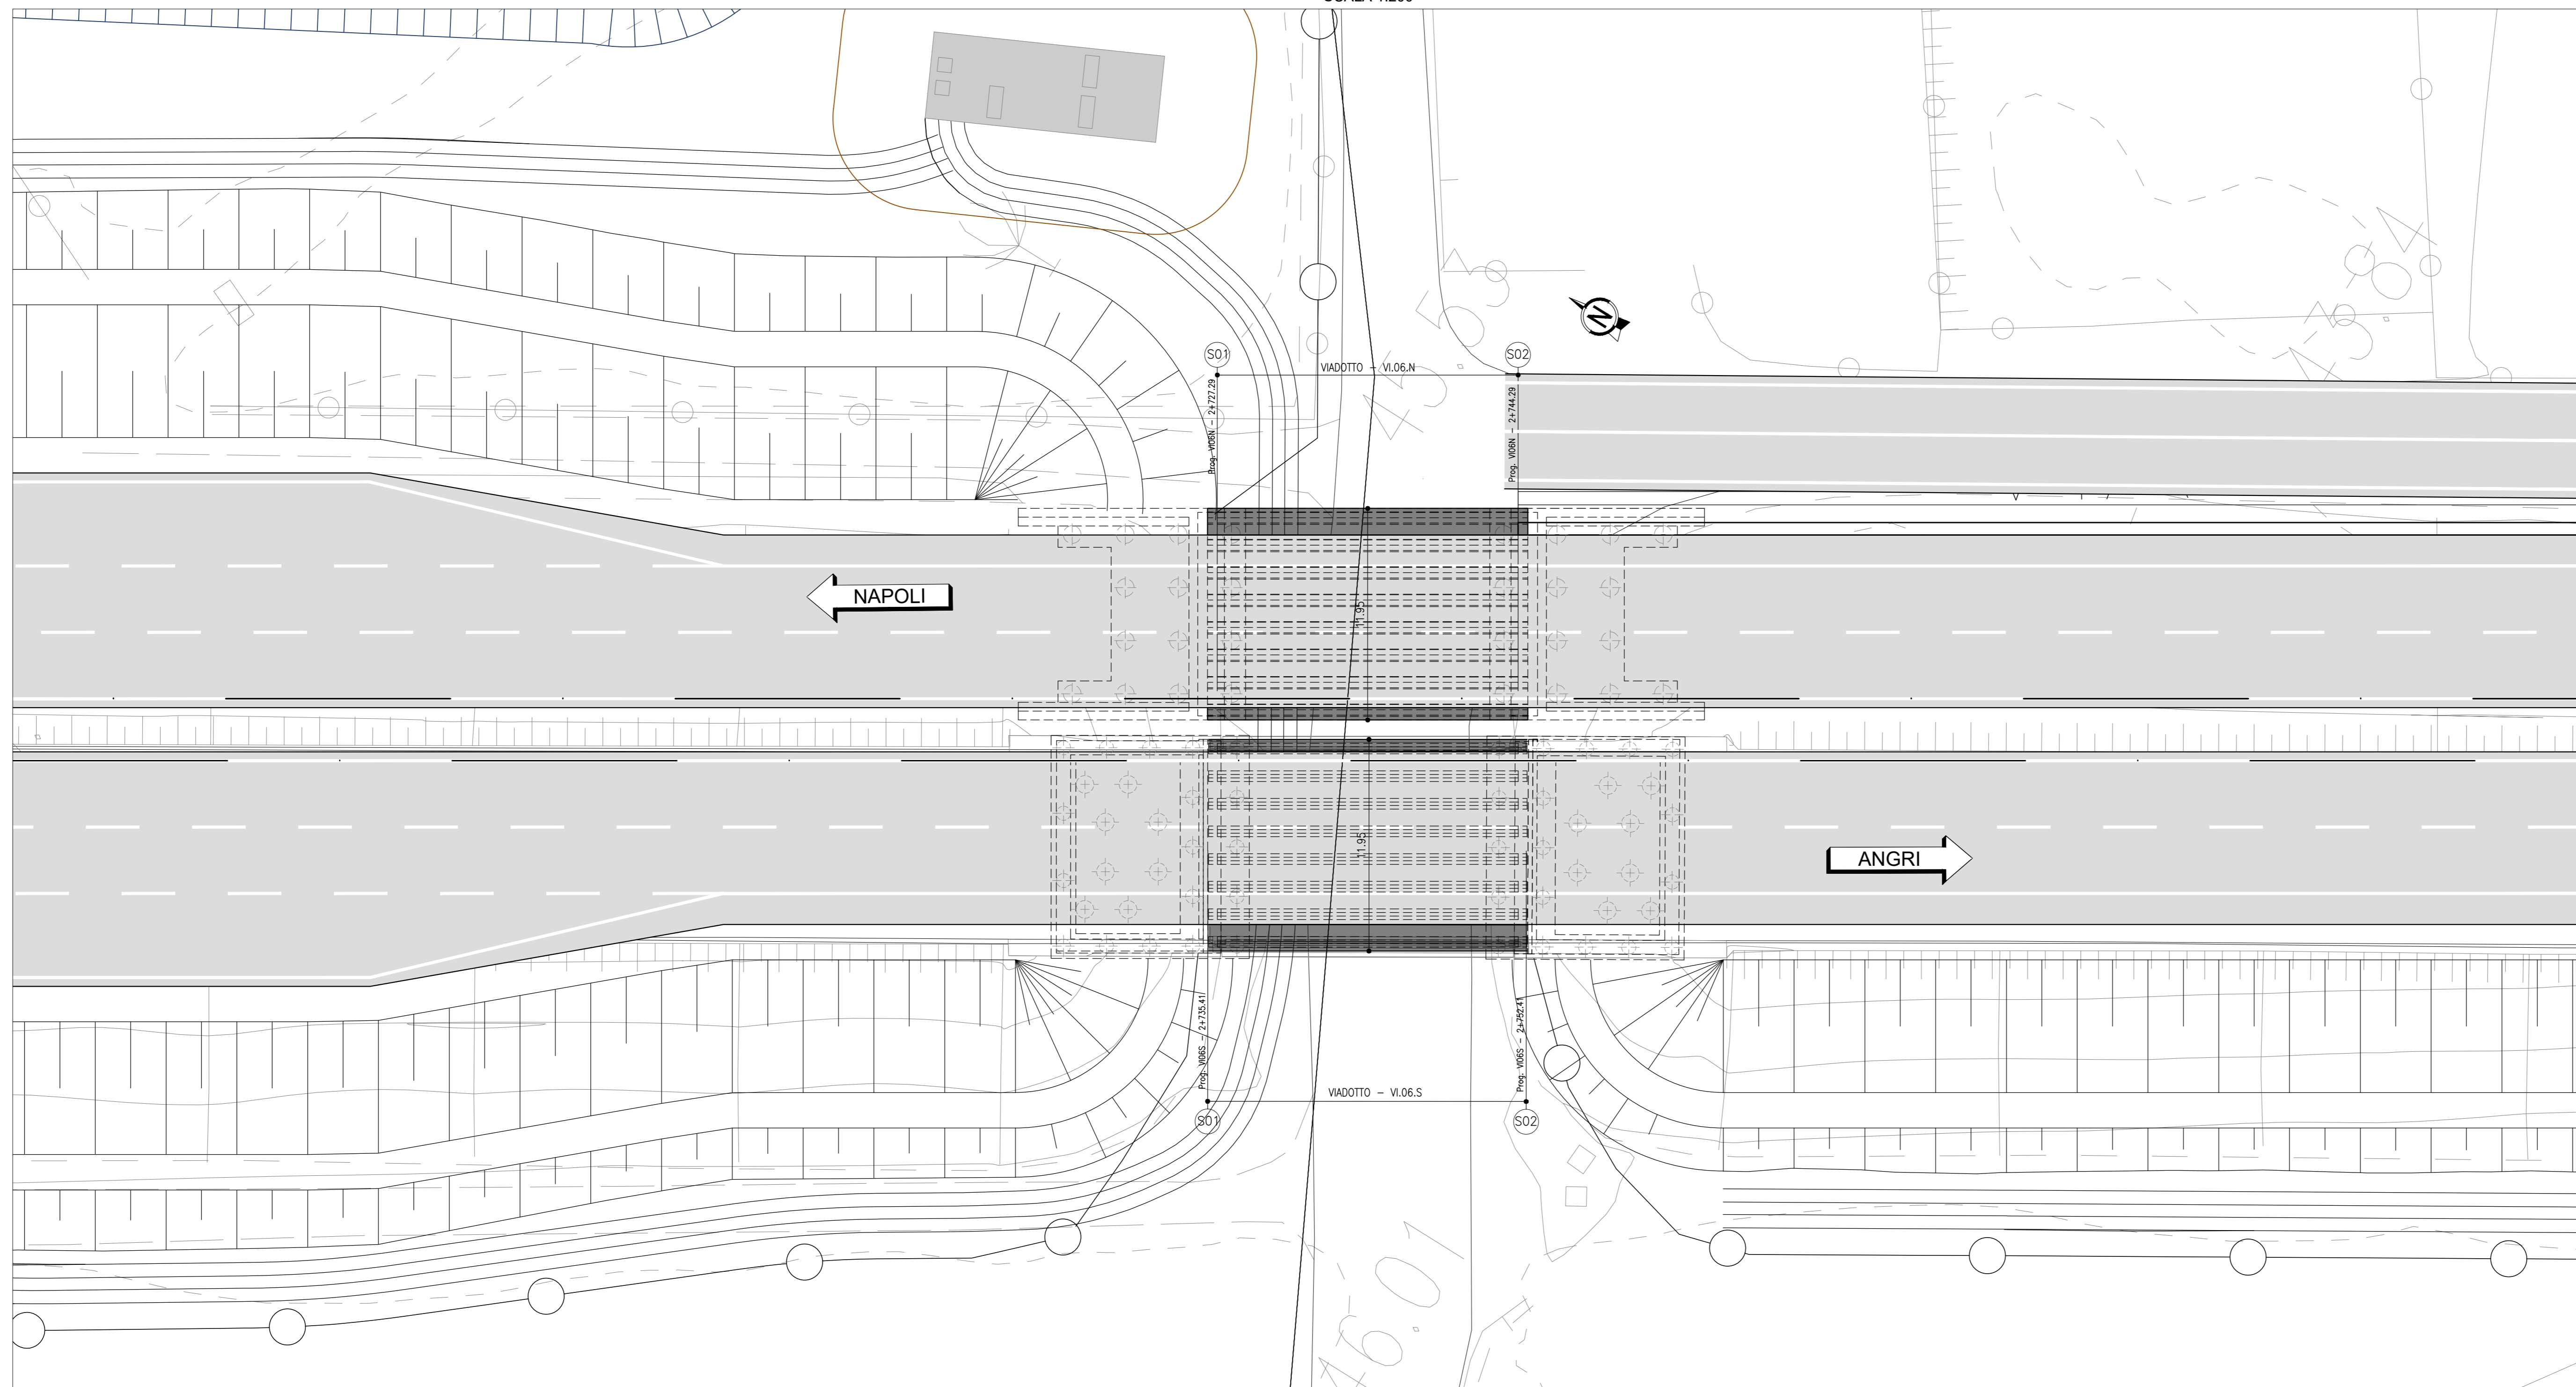 N
S01
S02
VIADOTTO - VI.06.N
Prog. VI06N - 2+727.29
Prog. VI06N - 2+744.29
NAPOLI
11.95
11.95
ANGRI
Prog. VI06S - 2+735.41
Prog. VI06S - 2+752.41
VIADOTTO - VI.06.S
S01
S02